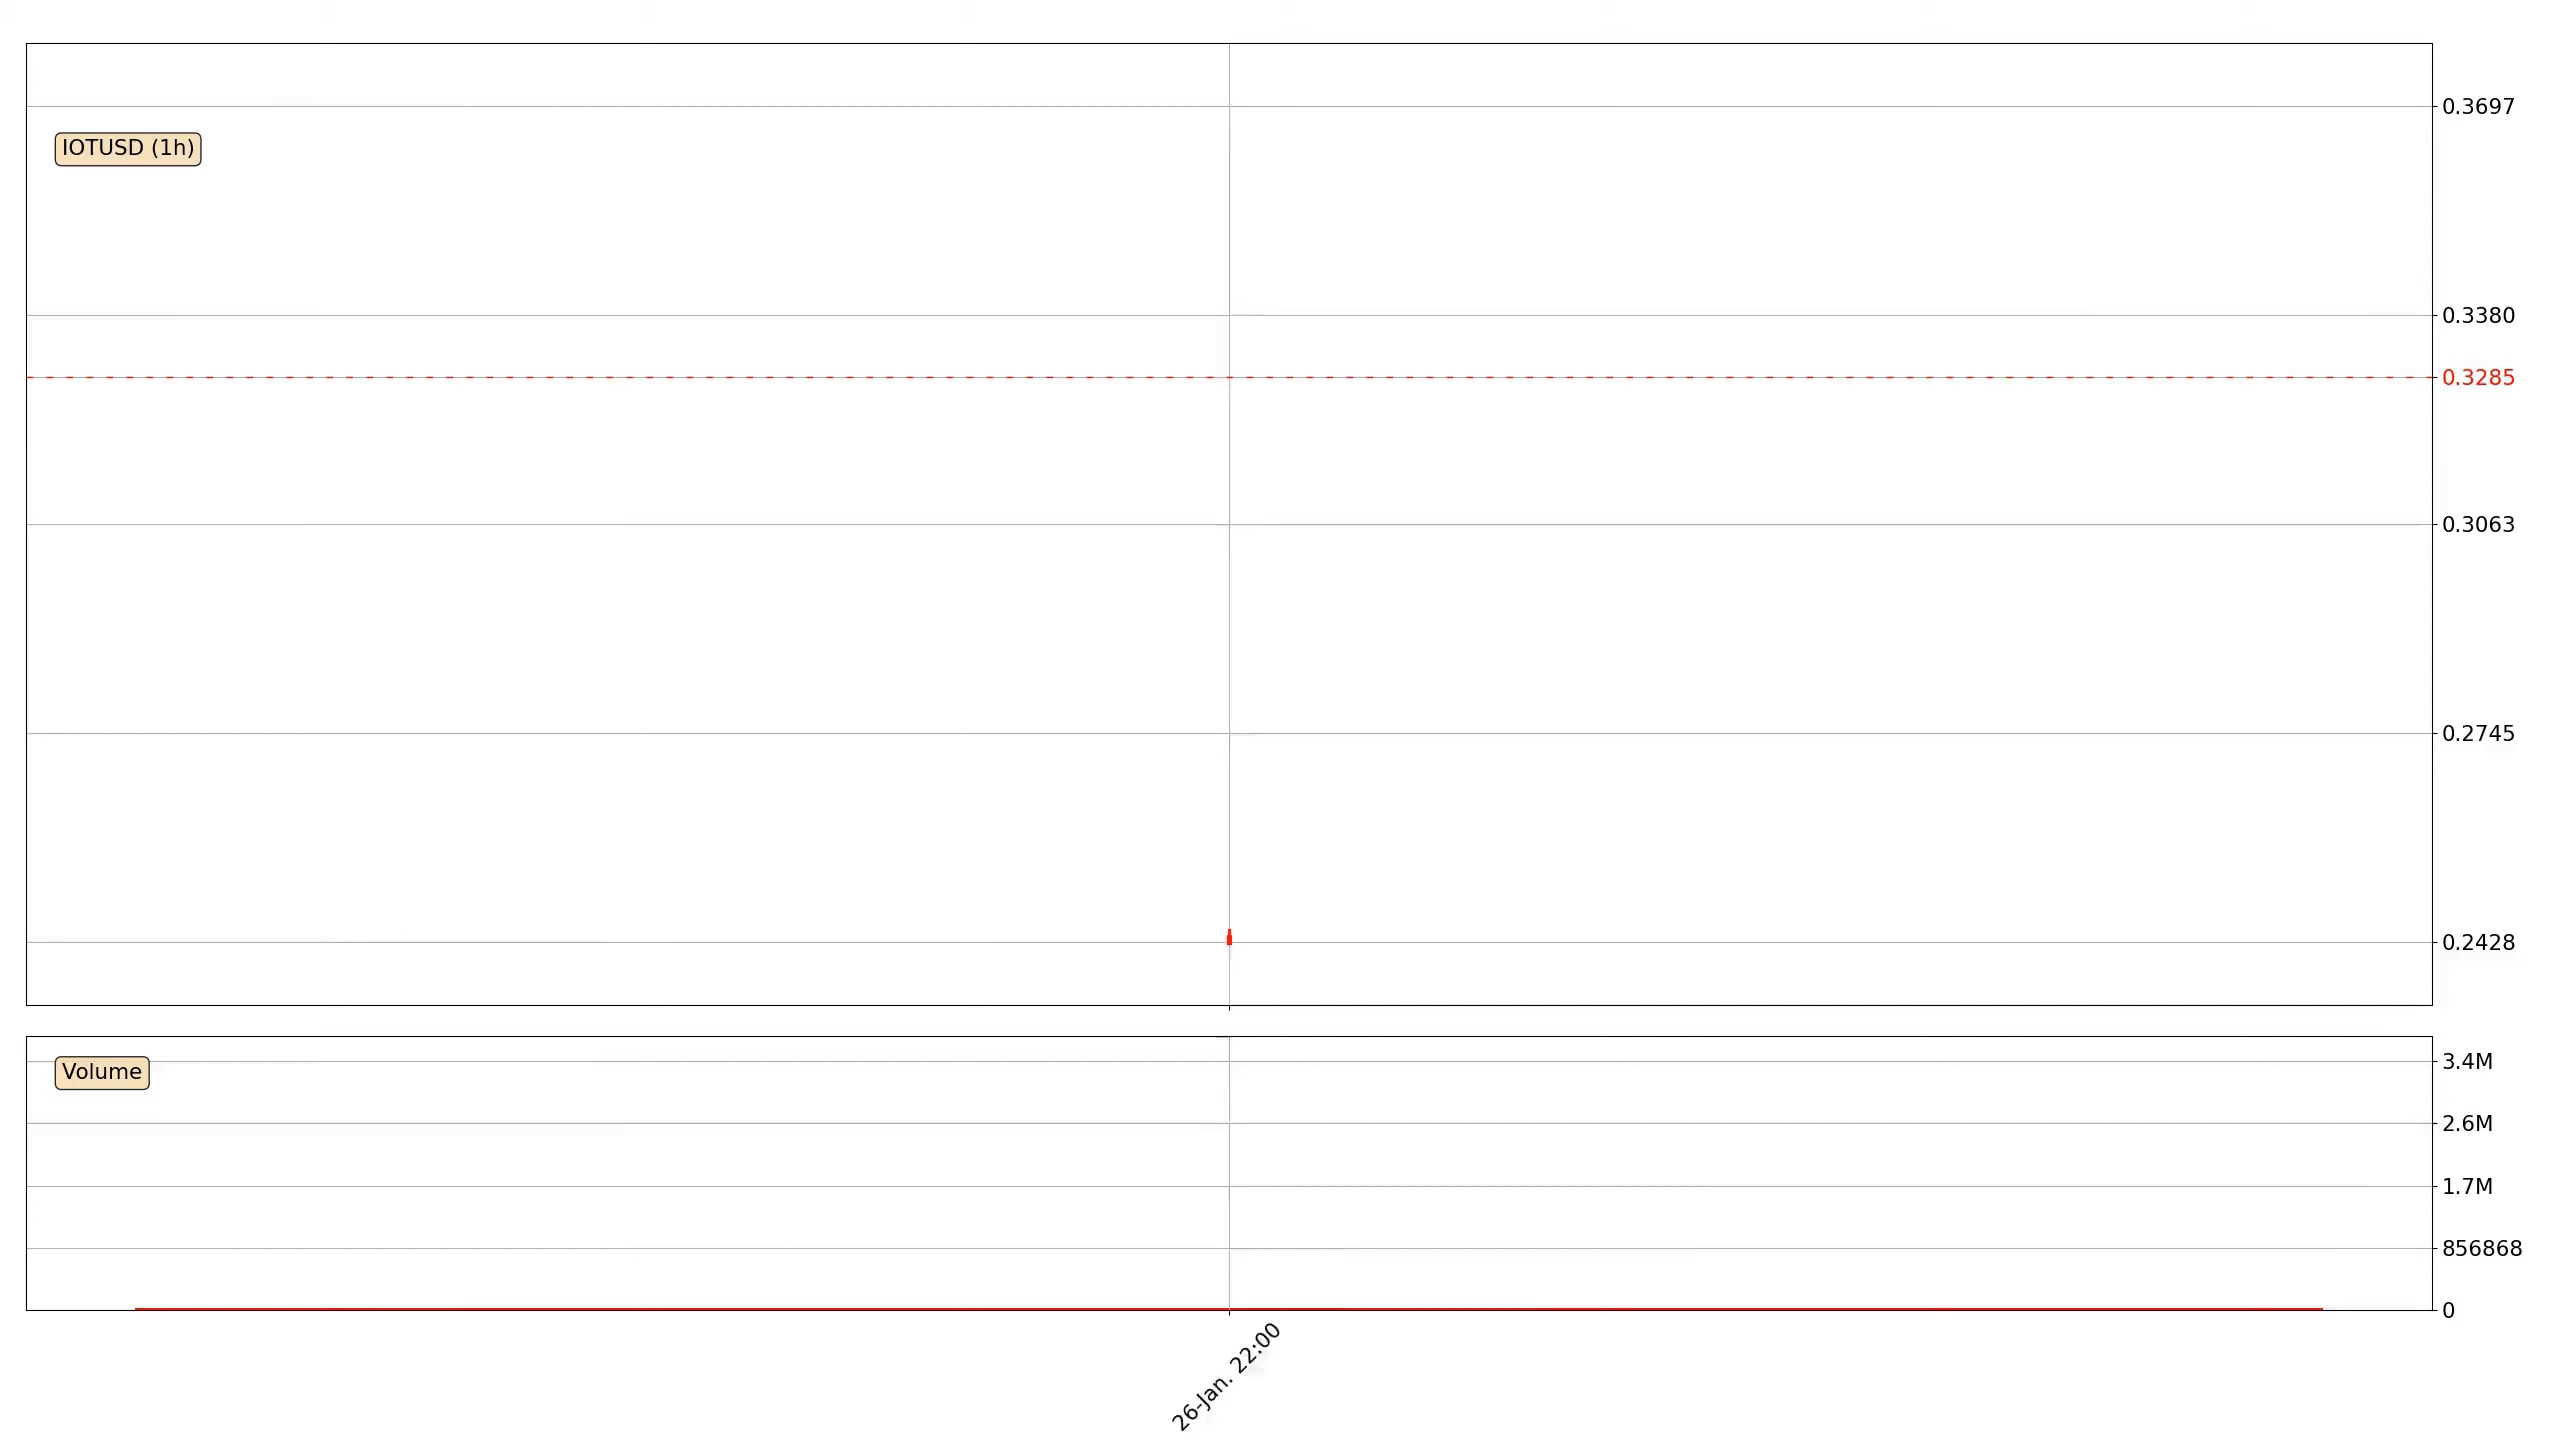 0.3697
IOTUSD (1h)
0.3380
0.3285
0.3063
0.2745
0.2428
Volume
3.4M
2.6M
1.7M
856868
0
26-Jan. 22:00